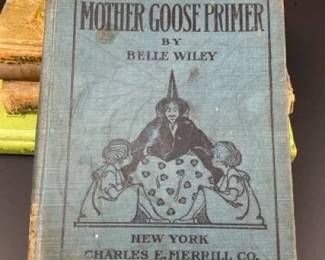 MOTHER GOOSE PRIMER
BY
BELLE WILEY
NEW YORK
CHARLES E. MERRILL CO.